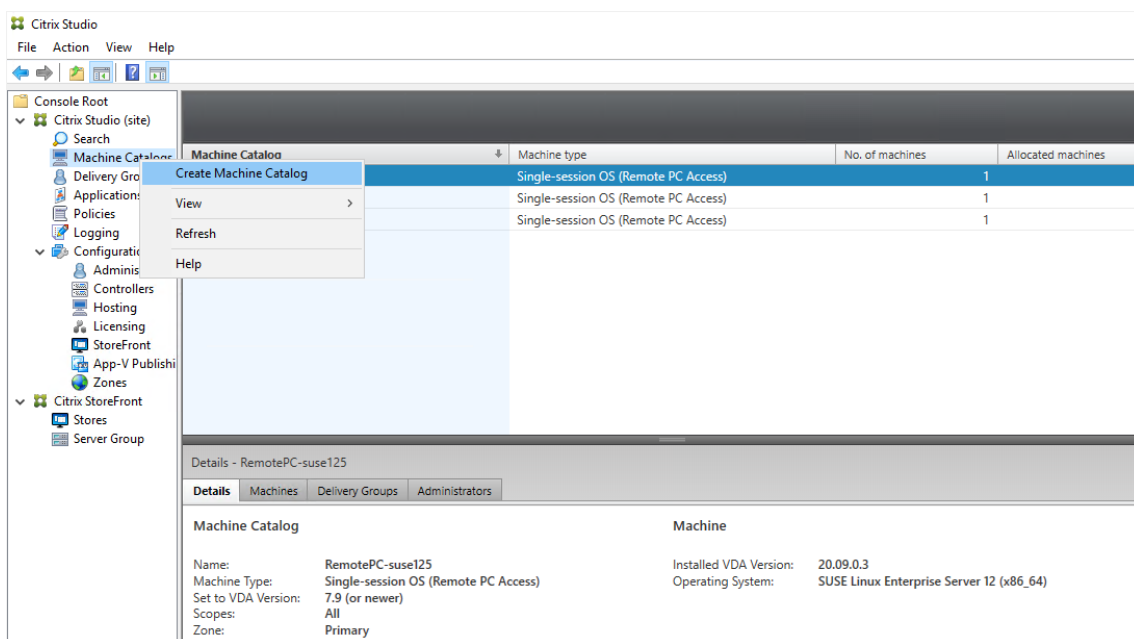 Citrix Studio
File Action View Help
Console Root
Citrix Studio (site)
Search
Machine Catalogs
Delivery Gro
Applications
Policies
Logging
Configuratio
Adminis
Controllers
Hosting
Licensing
StoreFront
App-V Publishi
Zones
Citrix StoreFront
Stores
Server Group
Create Machine Catalog
View
Refresh
Help
Machine Catalog Machine type No. of machines Allocated machines
Single-session OS (Remote PC Access) 1
Single-session OS (Remote PC Access) 1
Single-session OS (Remote PC Access) 1
Details - RemotePC-suse125
Details Machines Delivery Groups Administrators
Machine Catalog Machine
Name: RemotePC-suse125 Installed VDA Version: 20.09.0.3
Machine Type: Single-session OS (Remote PC Access) Operating System: SUSE Linux Enterprise Server 12 (x86_64)
Set to VDA Version: 7.9 (or newer)
Scopes: All
Zone: Primary